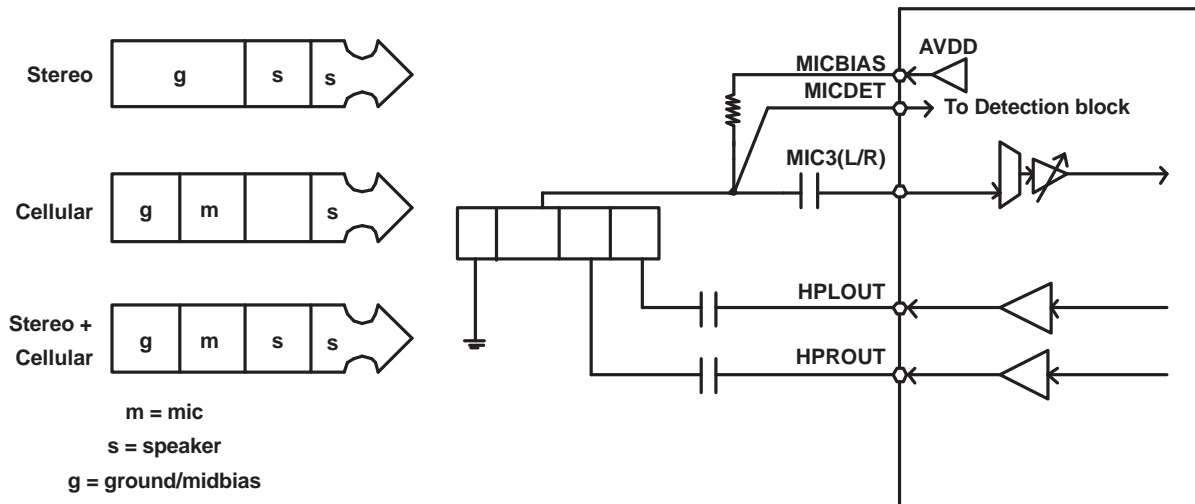 Stereo
g s s
Cellular
g m s
Stereo +
Cellular
g m s s
m = mic
s = speaker
g = ground/midbias
AVDD
MICBIAS
MICDET
To Detection block
MIC3(L/R)
HPLOUT
HPROUT